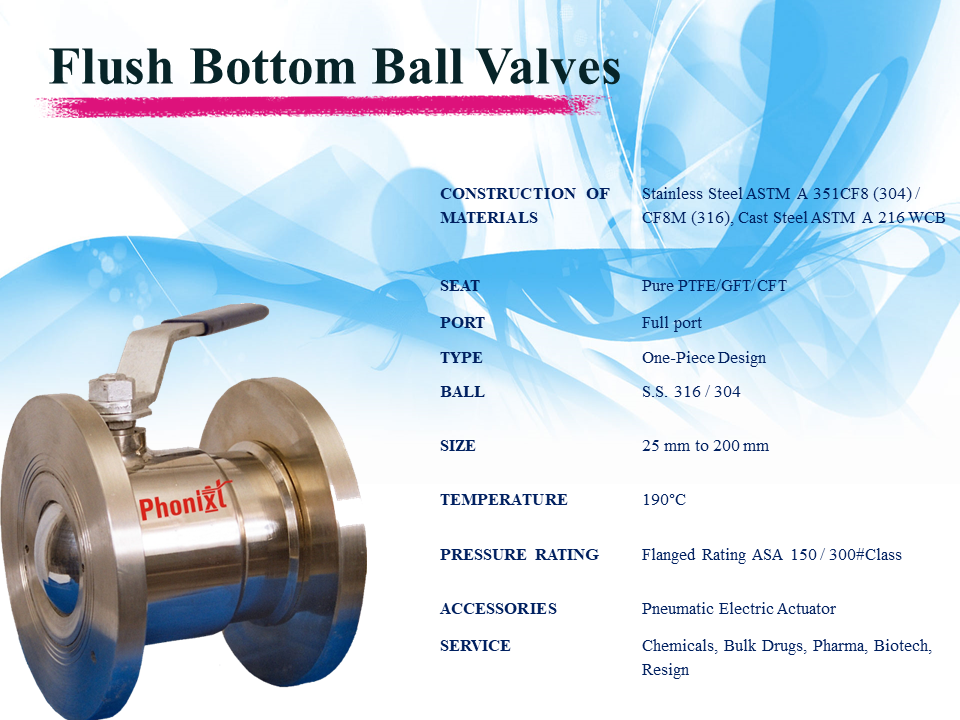 Flush Bottom Ball Valves
CONSTRUCTION OF MATERIALS
Stainless Steel ASTM A 351CF8 (304) /
CF8M (316), Cast Steel ASTM A 216 WCB
SEAT Pure PTFE/GFT/CFT
PORT Full port
TYPE One-Piece Design
BALL S.S. 316 / 304
SIZE 25 mm to 200 mm
TEMPERATURE 190°C
PRESSURE RATING Flanged Rating ASA 150 / 300#Class
ACCESSORIES Pneumatic Electric Actuator
SERVICE Chemicals, Bulk Drugs, Pharma, Biotech,
Resign
Phonixt